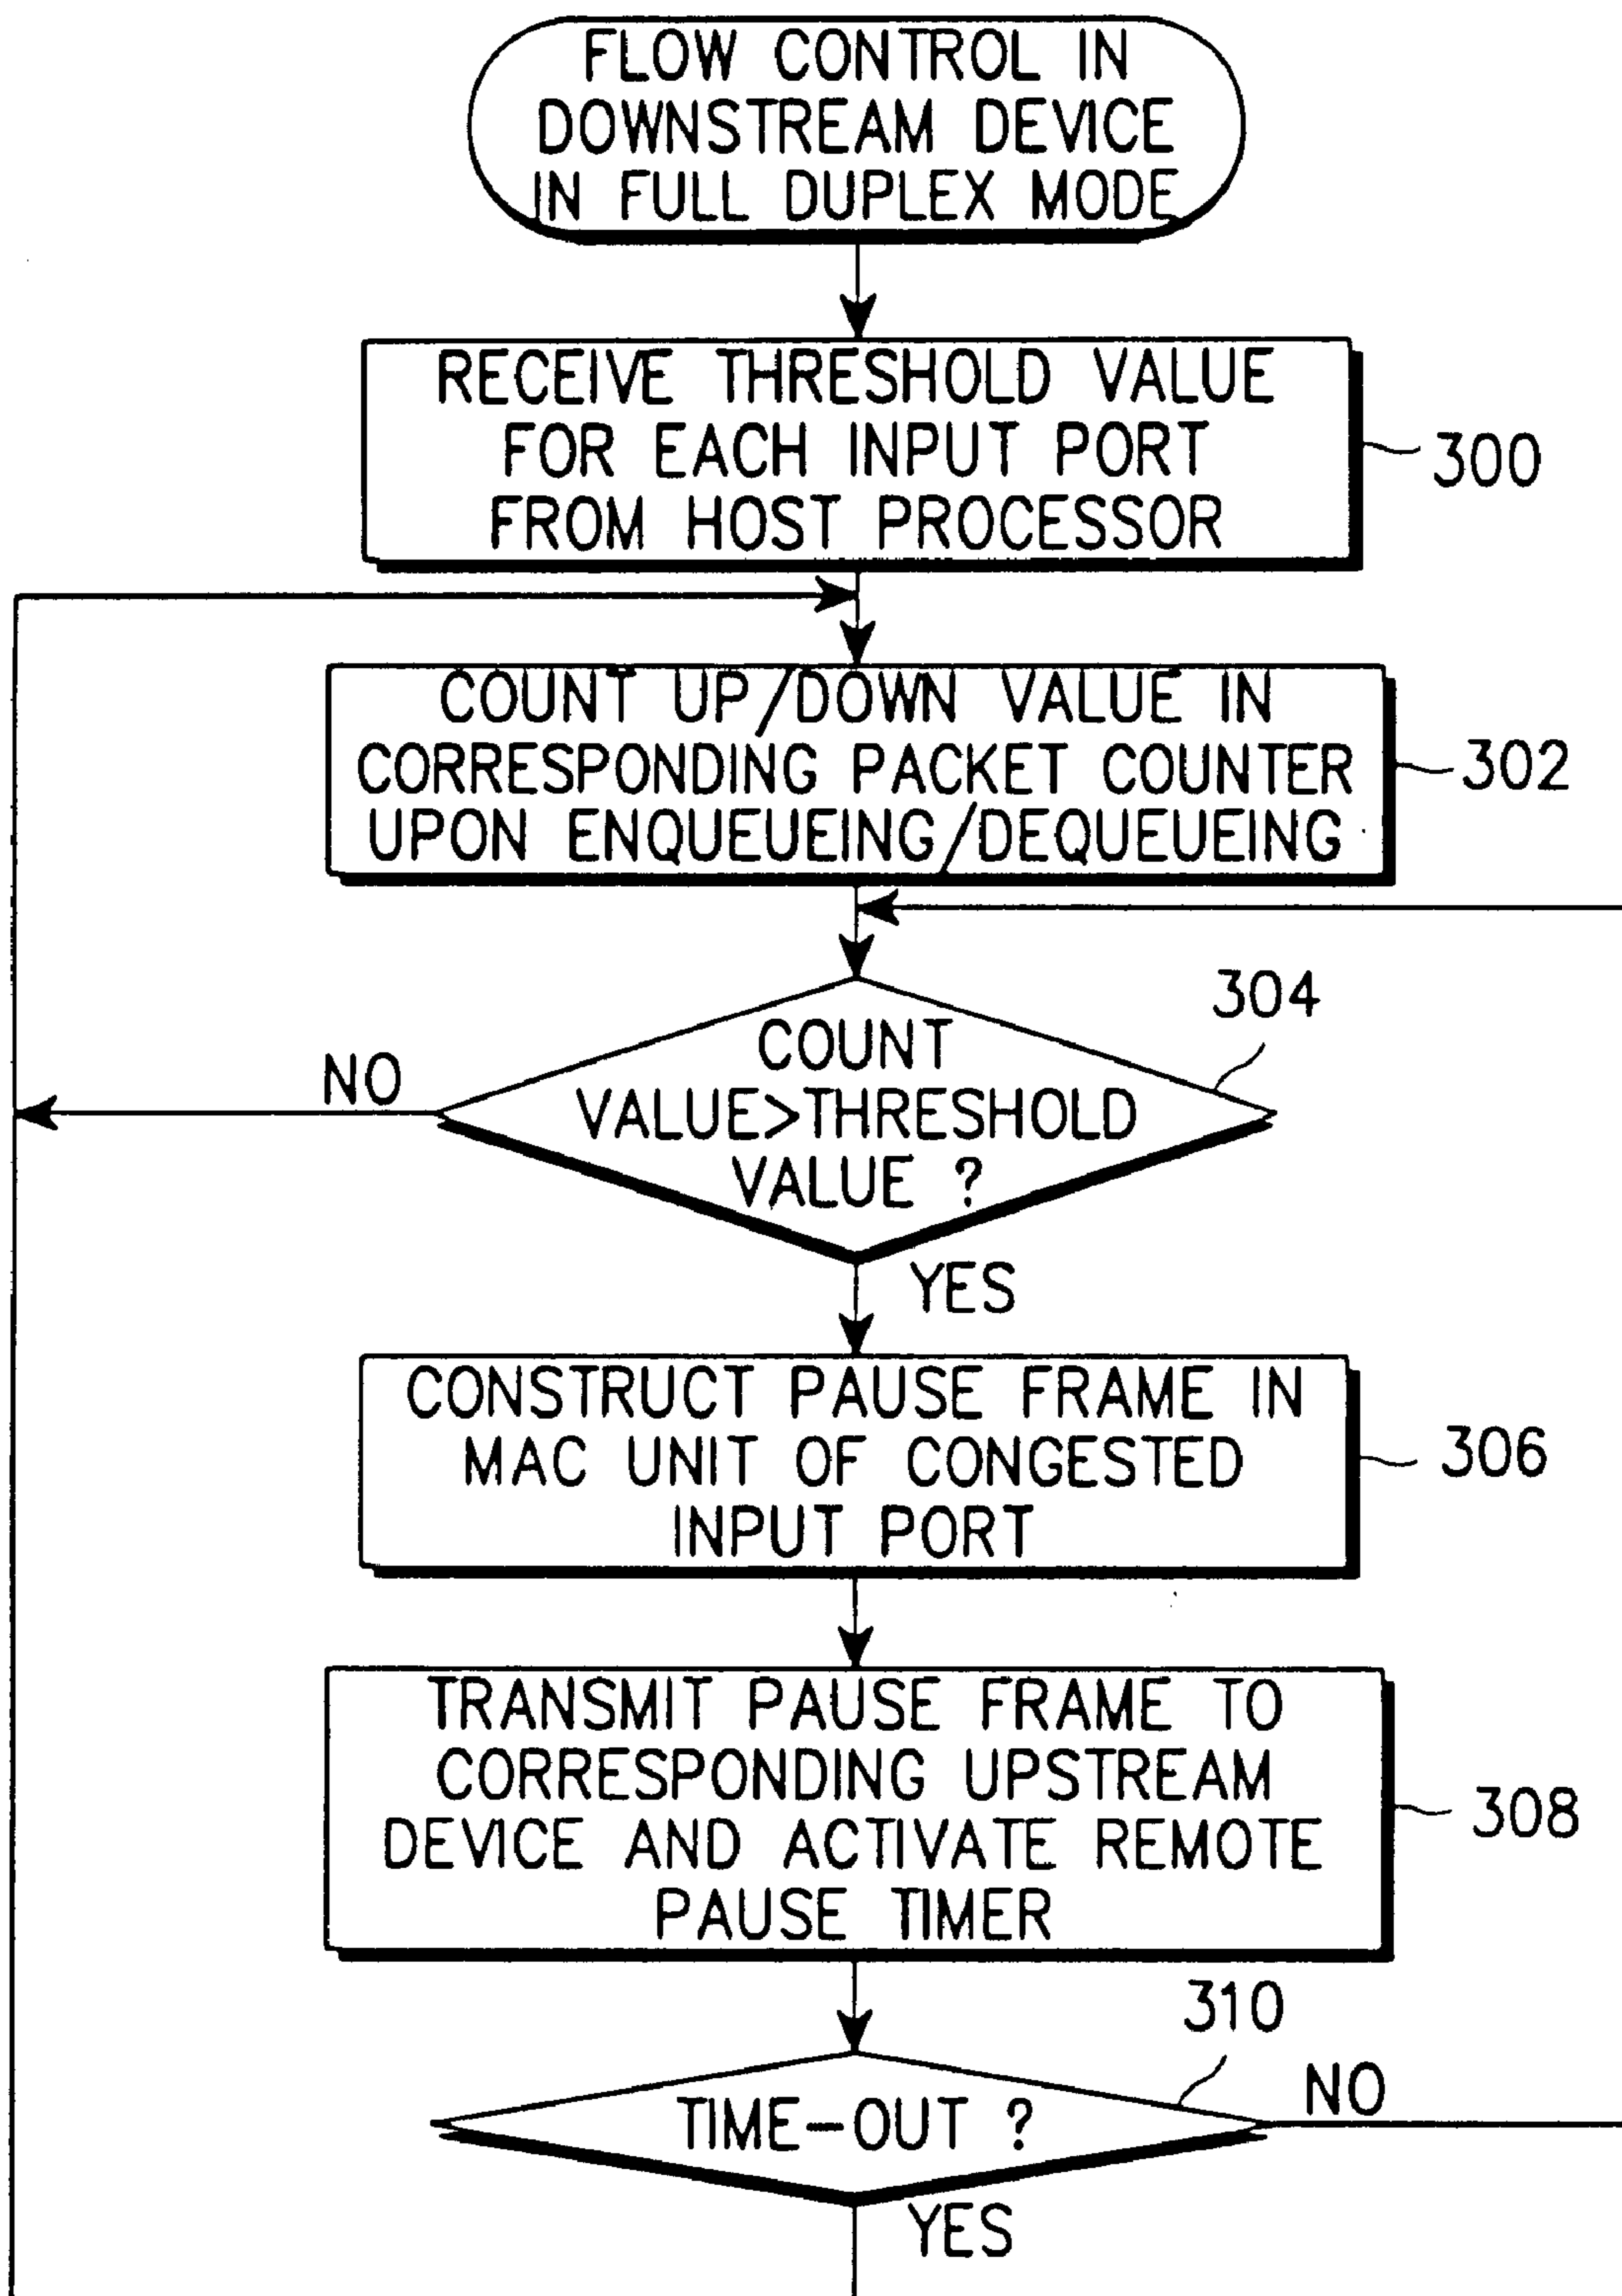 FLOW CONTROL IN
DOWNSTREAM DEVICE
IN FULL DUPLEX MODE
RECEIVE THRESHOLD VALUE
FOR EACH INPUT PORT
FROM HOST PROCESSOR
300
COUNT UP/DOWN VALUE IN
CORRESPONDING PACKET COUNTER
UPON ENQUEUEING/DEQUEUEING
302
304
COUNT
VALUE>THRESHOLD
VALUE ?
NO
YES
CONSTRUCT PAUSE FRAME IN
MAC UNIT OF CONGESTED
INPUT PORT
306
TRANSMIT PAUSE FRAME TO
CORRESPONDING UPSTREAM
DEVICE AND ACTIVATE REMOTE
PAUSE TIMER
308
310
TIME-OUT ?
NO
YES